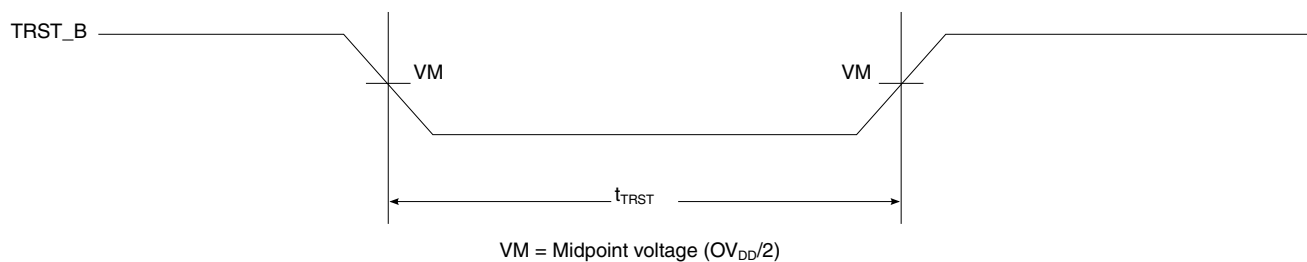 TRST_B
VM VM
tTRST
VM = Midpoint voltage (OVDD/2)